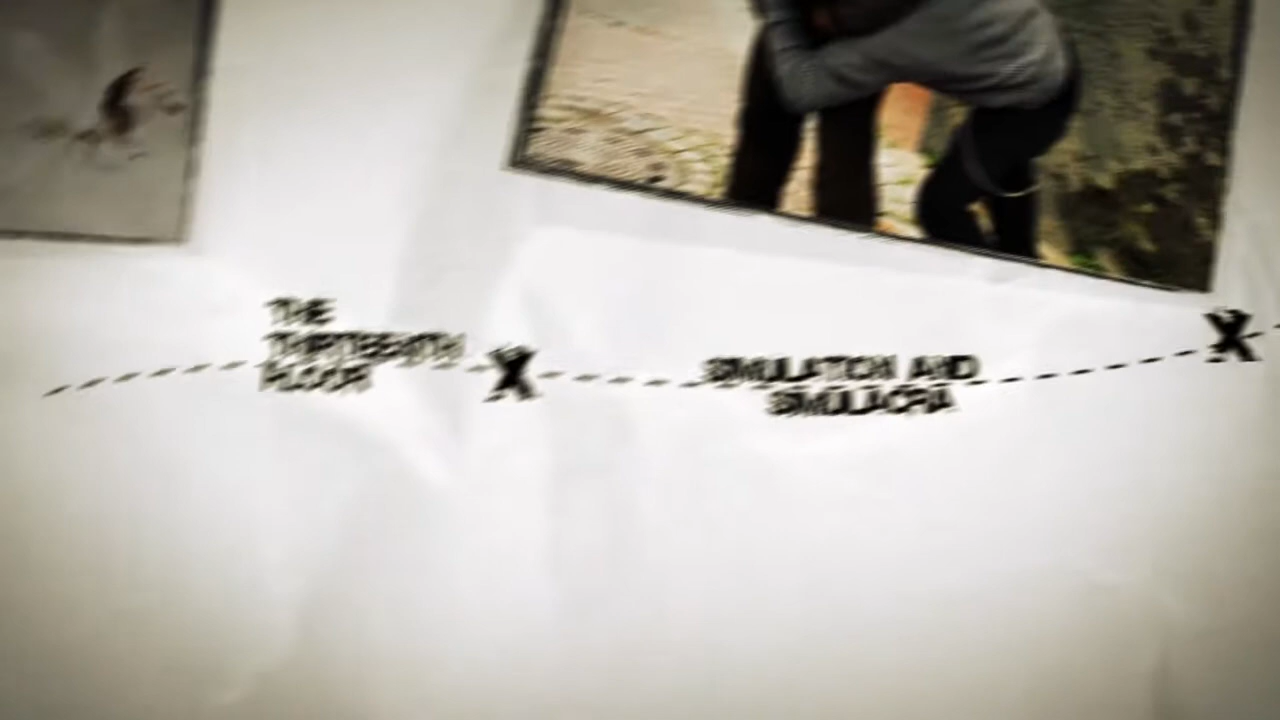 THE
THIRTEENTH
FLOOR
X
SIMULATION AND
SIMULACRA
X